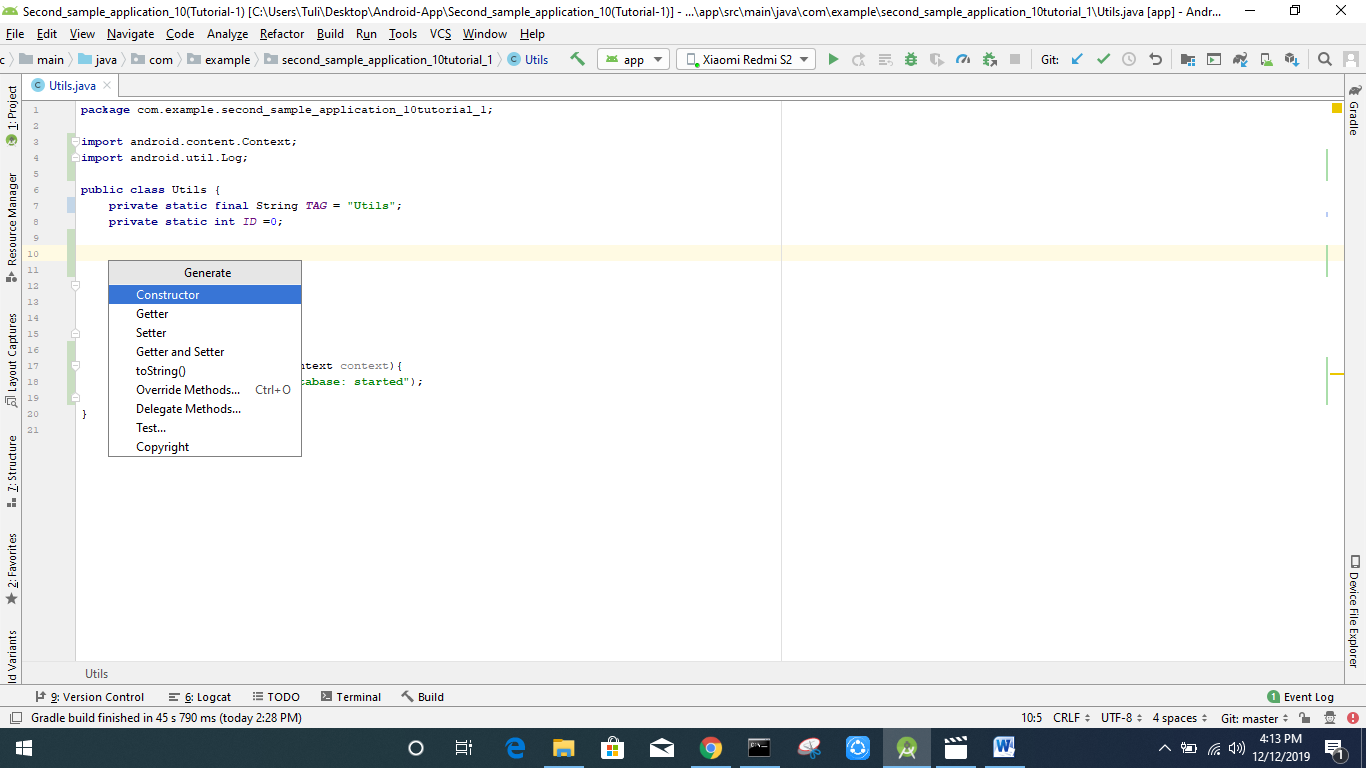 Second_sample_application_10(Tutorial-1) [C:\Users\Tuli\Desktop\Android-App\Second_sample_application_10(Tutorial-1)] - ...\app\src\main\java\com\example\second_sample_application_10tutorial_1\Utils.java [app] - Andr...
File Edit View Navigate Code Analyze Refactor Build Run Tools VCS Window Help
c main java com example second_sample_application_10tutorial_1 Utils app Xiaomi Redmi S2 Git:
Utils.java
1 package com.example.second_sample_application_10tutorial_1;
2
3 import android.content.Context;
4 import android.util.Log;
5
6 public class Utils {
7 private static final String TAG = "Utils";
8 private static int ID =0;
9
10
11
12
13
14
15
16
17 ntext context){
18 tabase: started");
19
20 }
21
Generate
Constructor
Getter
Setter
Getter and Setter
toString()
Override Methods... Ctrl+O
Delegate Methods...
Test...
Copyright
1: Project
Resource Manager
Layout Captures
7: Structure
2: Favorites
ld Variants
Gradle
Device File Explorer
Utils
9: Version Control 6: Logcat TODO Terminal Build 1 Event Log
Gradle build finished in 45 s 790 ms (today 2:28 PM) 10:5 CRLF UTF-8 4 spaces Git: master
4:13 PM
12/12/2019
1